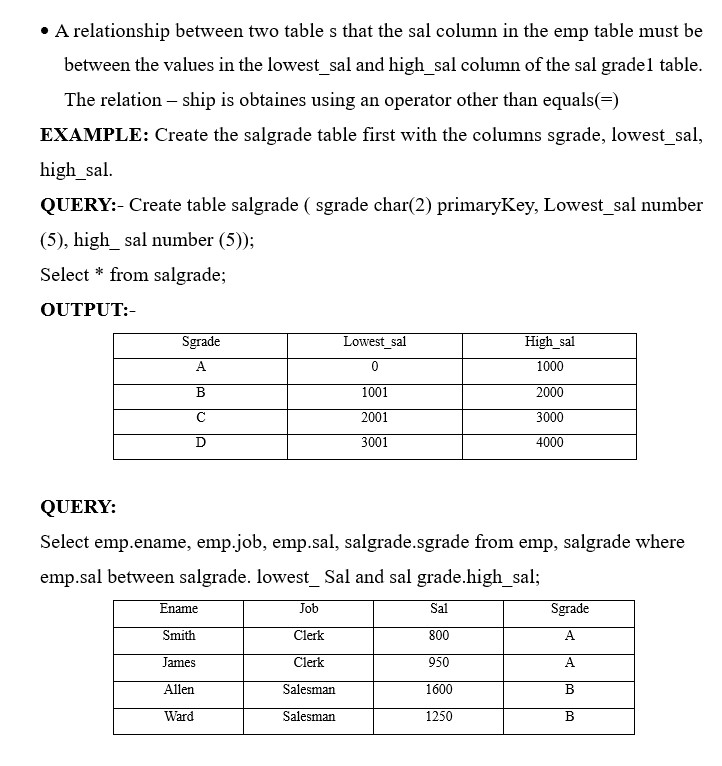 • A relationship between two table s that the sal column in the emp table must be
between the values in the lowest_sal and high_sal column of the sal grade1 table.
The relation – ship is obtaines using an operator other than equals(=)
EXAMPLE: Create the salgrade table first with the columns sgrade, lowest_sal,
high_sal.
QUERY:- Create table salgrade ( sgrade char(2) primaryKey, Lowest_sal number
(5), high_ sal number (5));
Select * from salgrade;
OUTPUT:-
Sgrade Lowest_sal High_sal
A 0 1000
B 1001 2000
C 2001 3000
D 3001 4000
QUERY:
Select emp.ename, emp.job, emp.sal, salgrade.sgrade from emp, salgrade where
emp.sal between salgrade. lowest_ Sal and sal grade.high_sal;
Ename Job Sal Sgrade
Smith Clerk 800 A
James Clerk 950 A
Allen Salesman 1600 B
Ward Salesman 1250 B